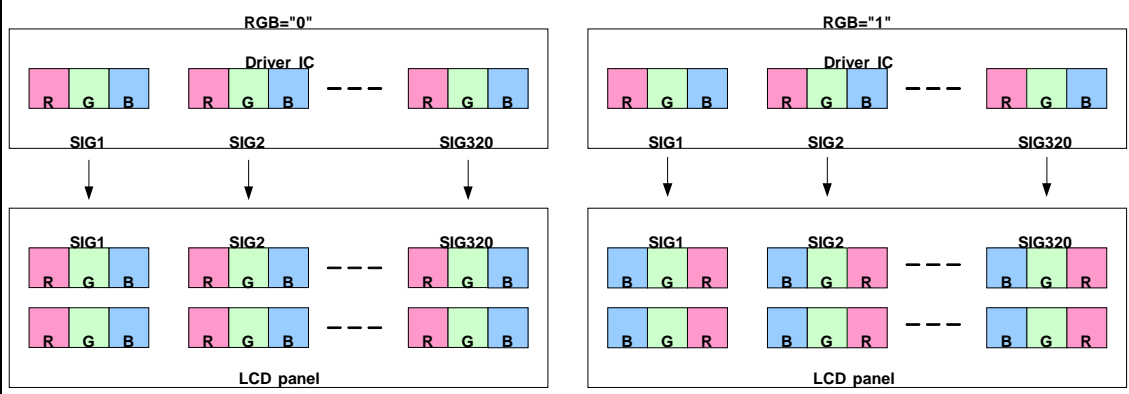 RGB="0"
Driver IC
R G B R G B R G B
SIG1 SIG2 SIG320
SIG1 SIG2 SIG320
R G B R G B R G B
R G B R G B R G B
LCD panel
RGB="1"
Driver IC
R G B R G B R G B
SIG1 SIG2 SIG320
SIG1 SIG2 SIG320
B G R B G R B G R
B G R B G R B G R
LCD panel